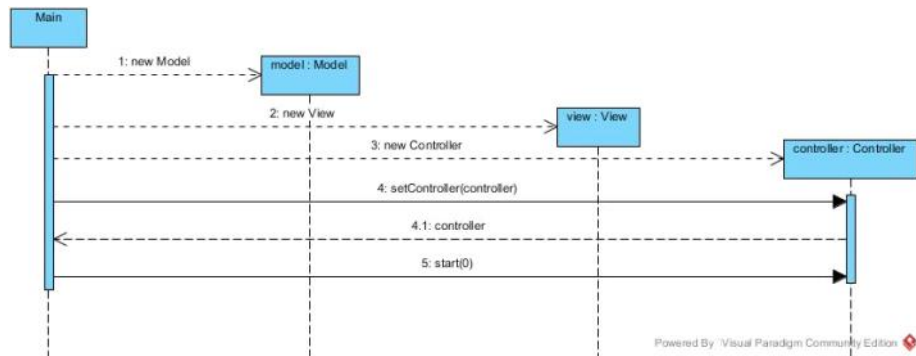 Main
1: new Model
model : Model
2: new View
view : View
3: new Controller
controller : Controller
4: setController(controller)
4.1: controller
5: start(0)
Powered By Visual Paradigm Community Edition